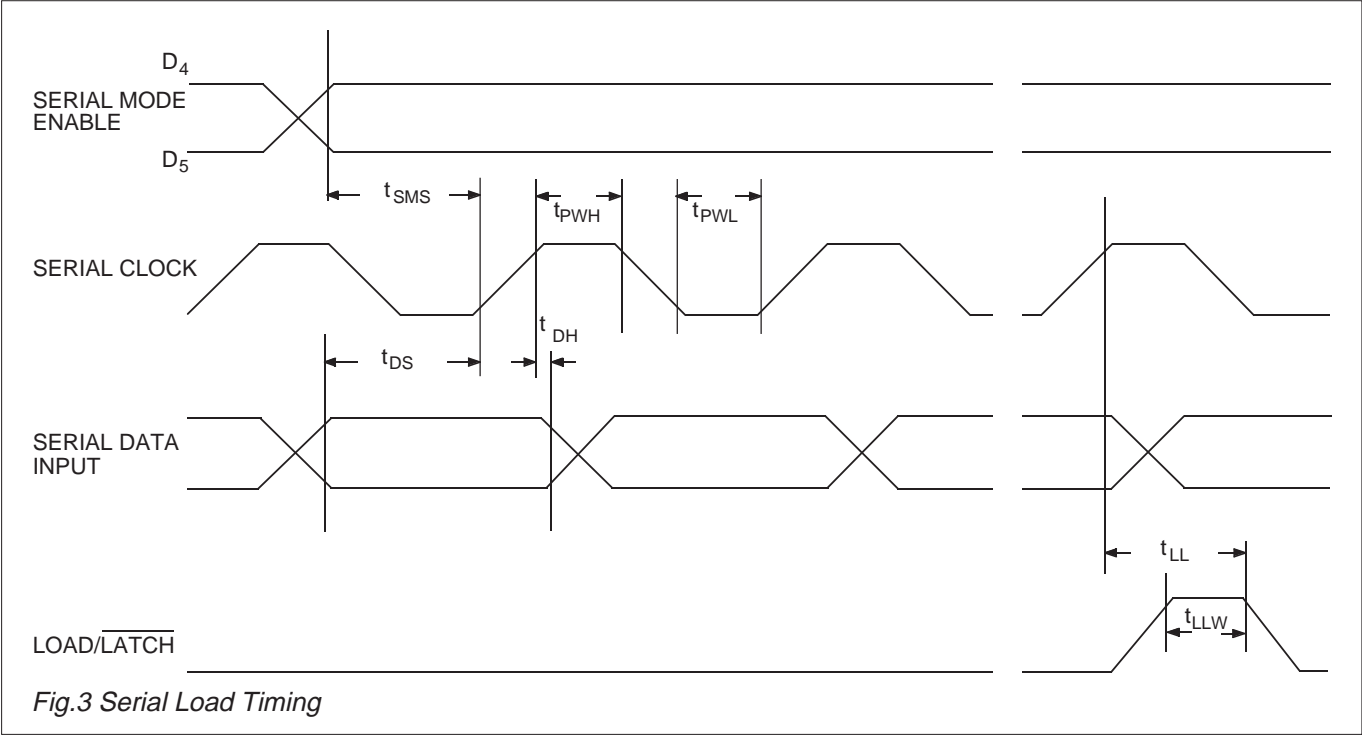 D4
SERIAL MODE
ENABLE
D5
tSMS
tPWH
tPWL
SERIAL CLOCK
tDH
tDS
SERIAL DATA
INPUT
tLL
tLLW
LOAD/LATCH
Fig.3 Serial Load Timing